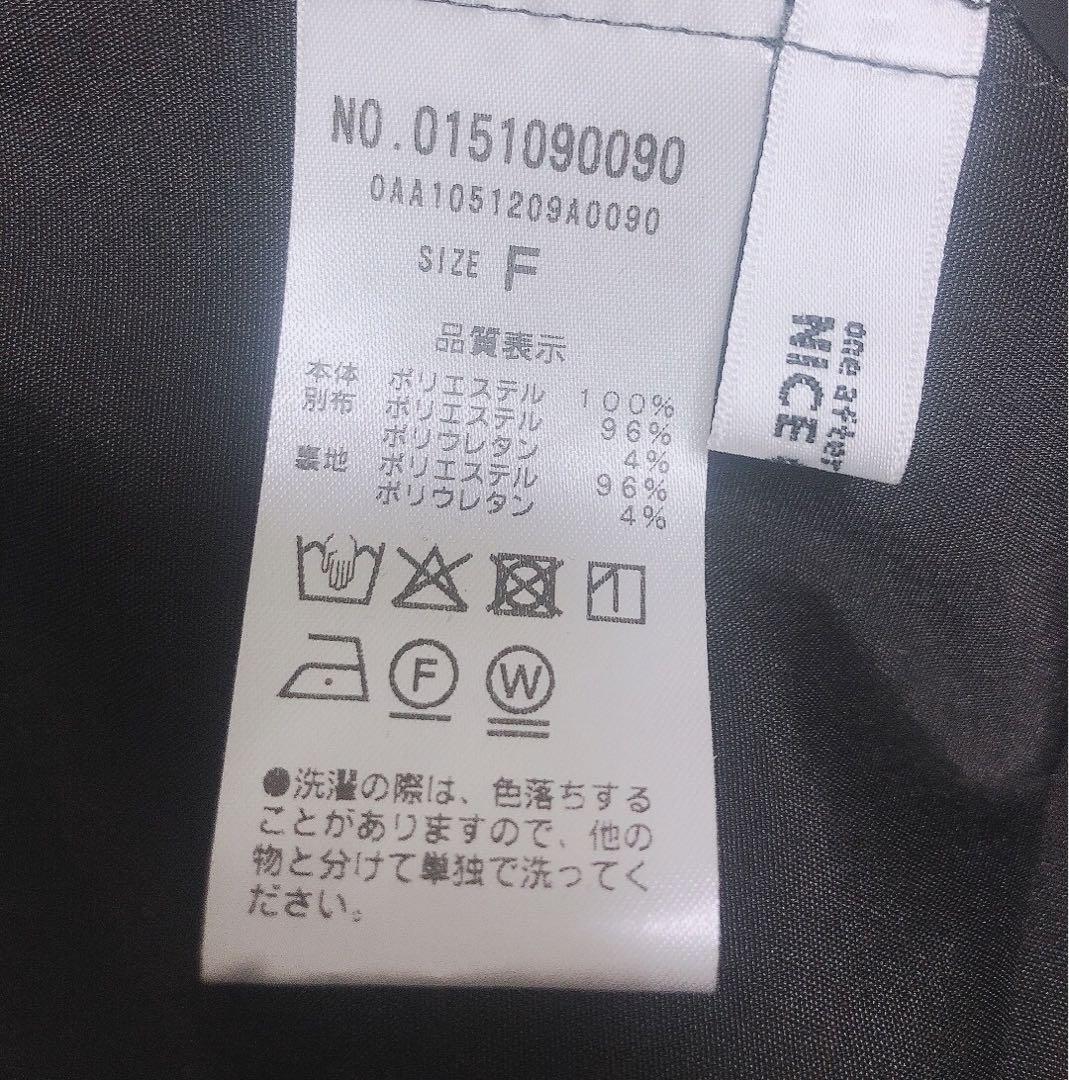 NO.0151090090
0AA1051209A0090
SIZE F
品質表示
本体 ポリエステル 100%
別布 ポリエステル 96%
ポリウレタン 4%
裏地 ポリエステル 96%
ポリウレタン 4%
F
W
●洗濯の際は、色落ちする
ことがありますので、他の
物と分けて単独で洗ってく
ださい。
one after
NICE